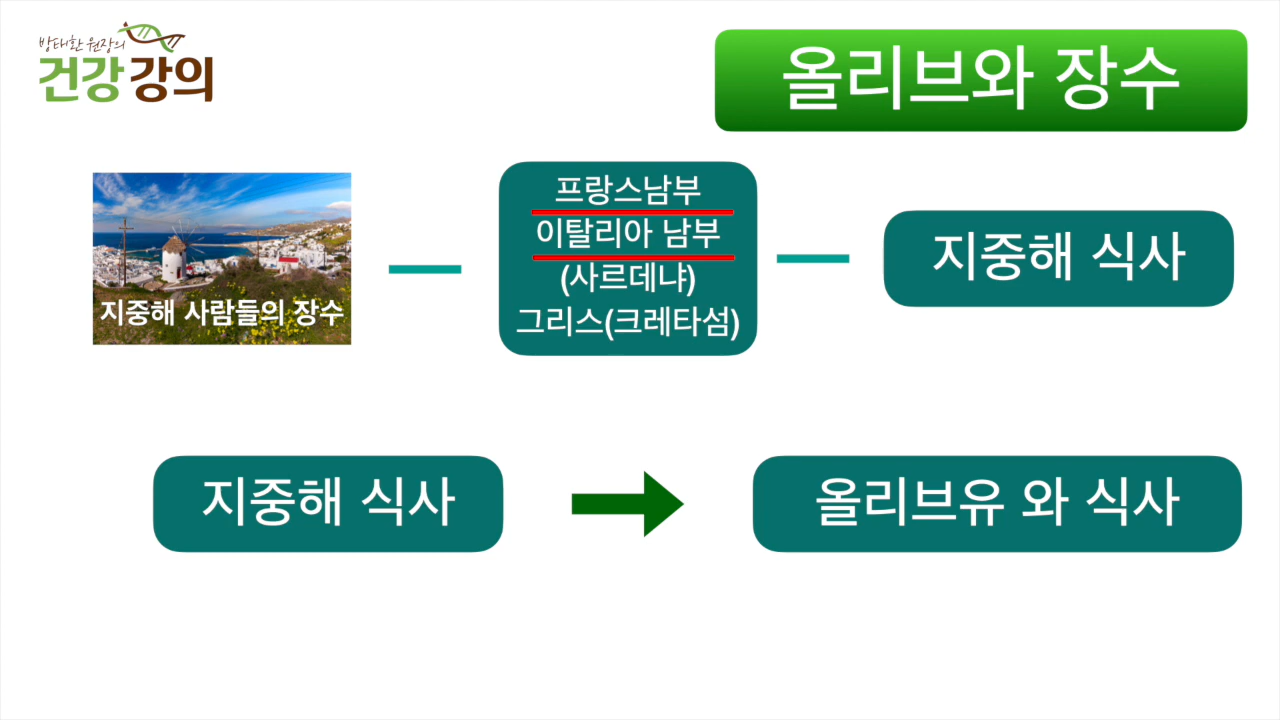 방태환 원장의
건강 강의
올리브와 장수
지중해 사람들의 장수
프랑스남부
이탈리아 남부
(사르데냐)
그리스(크레타섬)
지중해 식사
지중해 식사
올리브유 와 식사